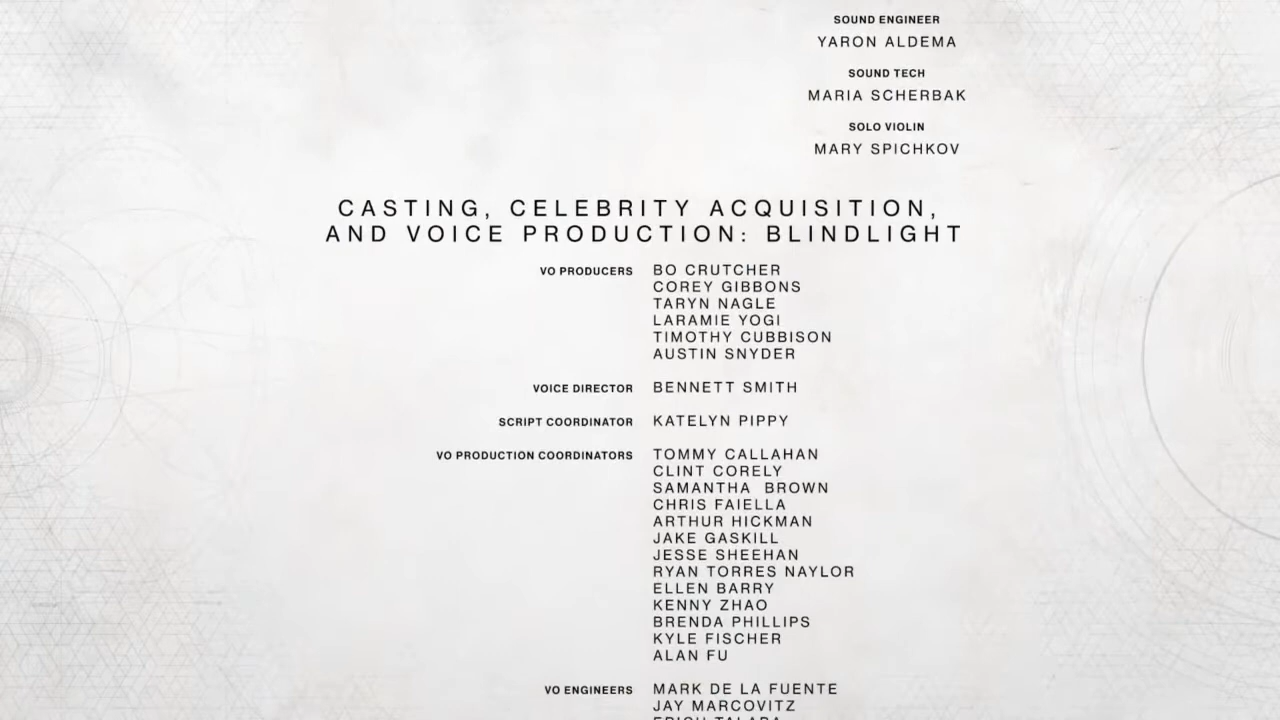 SOUND ENGINEER
YARON ALDEMA
SOUND TECH
MARIA SCHERBAK
SOLO VIOLIN
MARY SPICHKOV
CASTING, CELEBRITY ACQUISITION,
AND VOICE PRODUCTION: BLINDLIGHT
VO PRODUCERS BO CRUTCHER
COREY GIBBONS
TARYN NAGLE
LARAMIE YOGI
TIMOTHY CUBBISON
AUSTIN SNYDER
VOICE DIRECTOR BENNETT SMITH
SCRIPT COORDINATOR KATELYN PIPPY
VO PRODUCTION COORDINATORS TOMMY CALLAHAN
CLINT CORELY
SAMANTHA BROWN
CHRIS FAIELLA
ARTHUR HICKMAN
JAKE GASKILL
JESSE SHEEHAN
RYAN TORRES NAYLOR
ELLEN BARRY
KENNY ZHAO
BRENDA PHILLIPS
KYLE FISCHER
ALAN FU
VO ENGINEERS MARK DE LA FUENTE
JAY MARCOVITZ